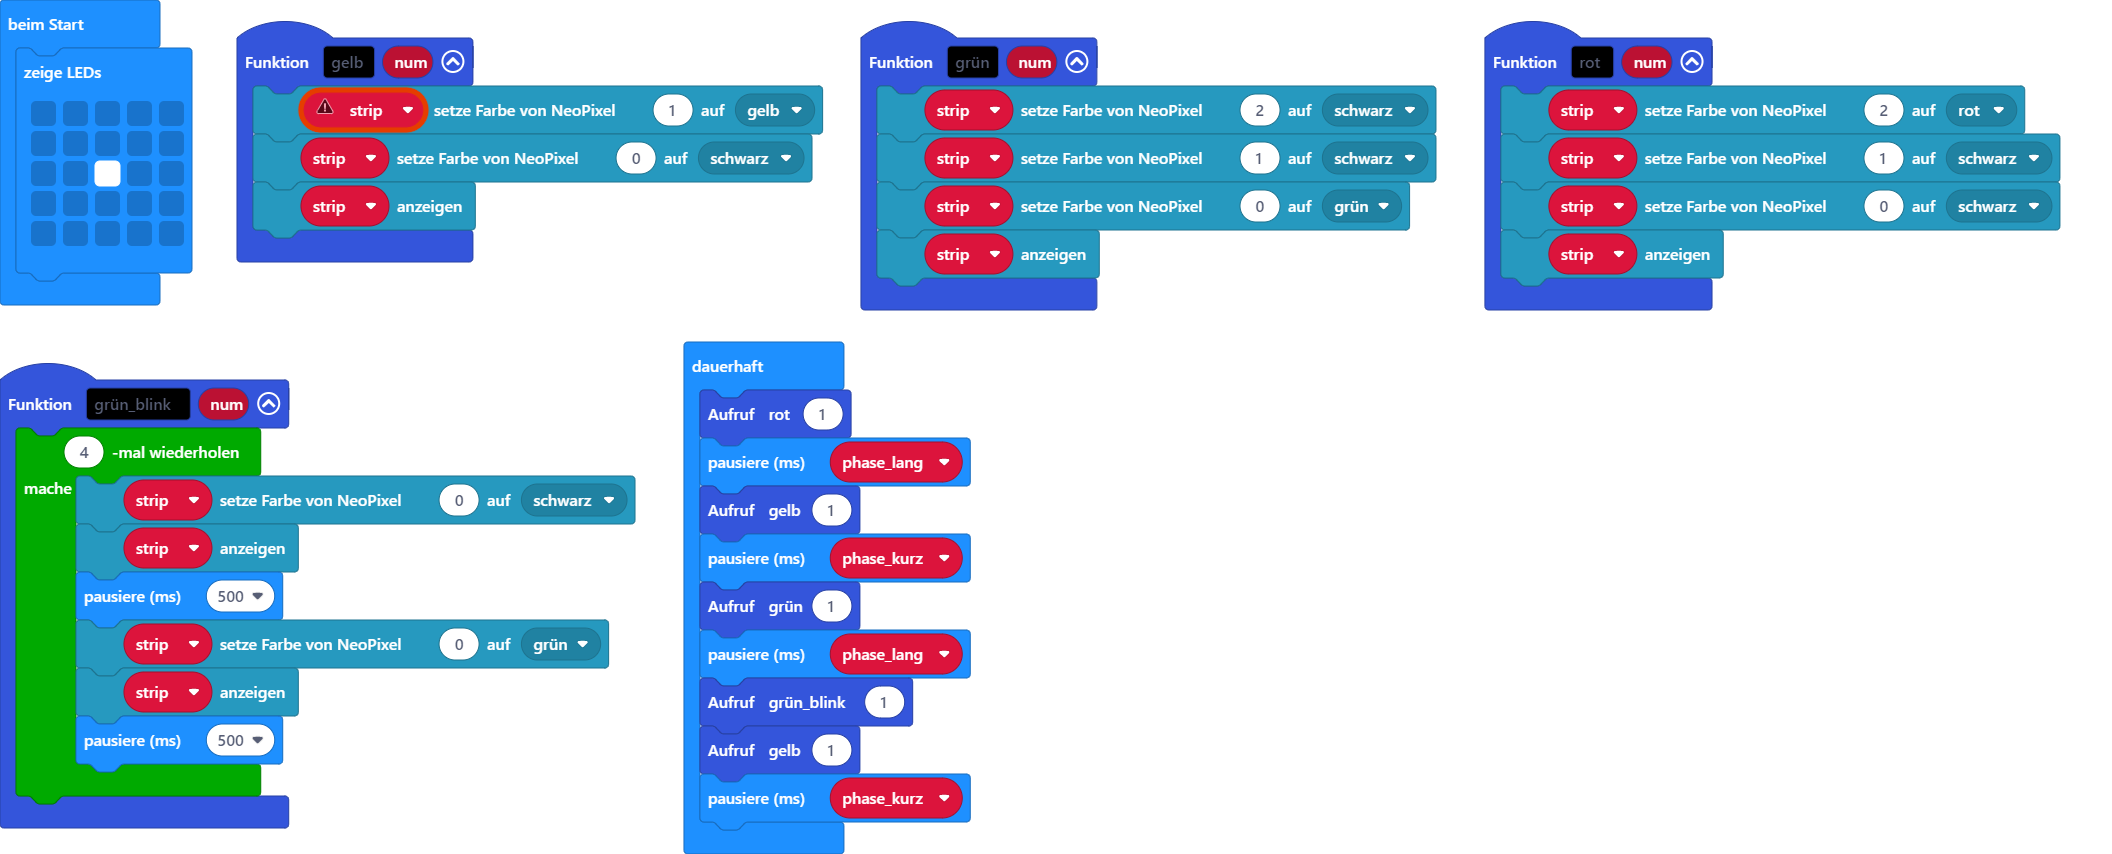 beim Start
zeige LEDs
Funktion gelb num
strip setze Farbe von NeoPixel 1 auf gelb
strip setze Farbe von NeoPixel 0 auf schwarz
strip anzeigen
Funktion grün num
strip setze Farbe von NeoPixel 2 auf schwarz
strip setze Farbe von NeoPixel 1 auf schwarz
strip setze Farbe von NeoPixel 0 auf grün
strip anzeigen
Funktion rot num
strip setze Farbe von NeoPixel 2 auf rot
strip setze Farbe von NeoPixel 1 auf schwarz
strip setze Farbe von NeoPixel 0 auf schwarz
strip anzeigen
Funktion grün_blink num
4 -mal wiederholen
mache
strip setze Farbe von NeoPixel 0 auf schwarz
strip anzeigen
pausiere (ms) 500
strip setze Farbe von NeoPixel 0 auf grün
strip anzeigen
pausiere (ms) 500
dauerhaft
Aufruf rot 1
pausiere (ms) phase_lang
Aufruf gelb 1
pausiere (ms) phase_kurz
Aufruf grün 1
pausiere (ms) phase_lang
Aufruf grün_blink 1
Aufruf gelb 1
pausiere (ms) phase_kurz